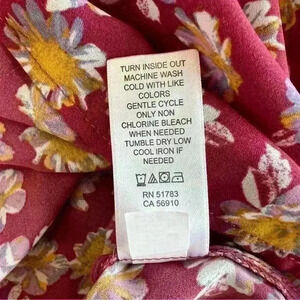 TURN INSIDE OUT
MACHINE WASH
COLD WITH LIKE
COLORS
GENTLE CYCLE
ONLY NON
CHLORINE BLEACH
WHEN NEEDED
TUMBLE DRY LOW
COOL IRON IF
NEEDED
RN 51783
CA 56910